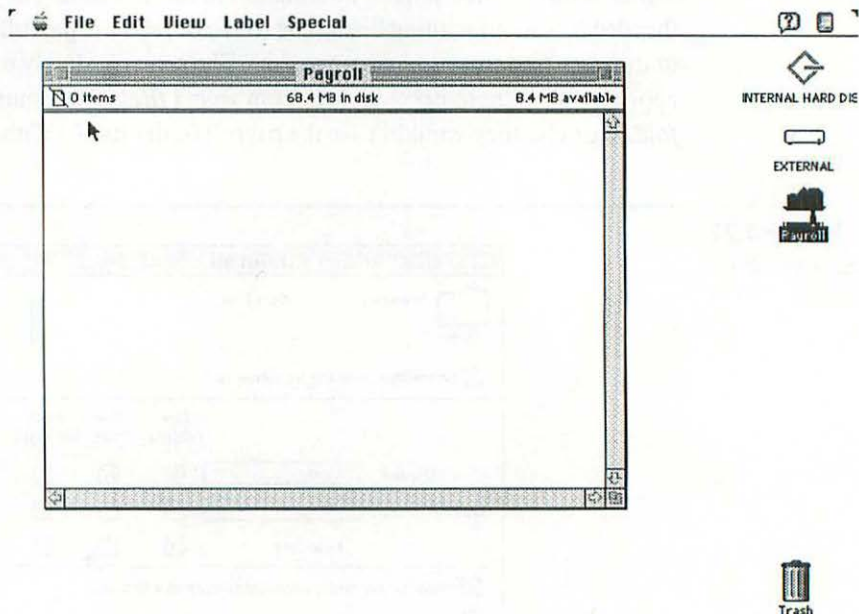 File Edit View Label Special
Payroll
0 items 68.4 MB in disk 8.4 MB available
INTERNAL HARD DIS
EXTERNAL
Payroll
Trash